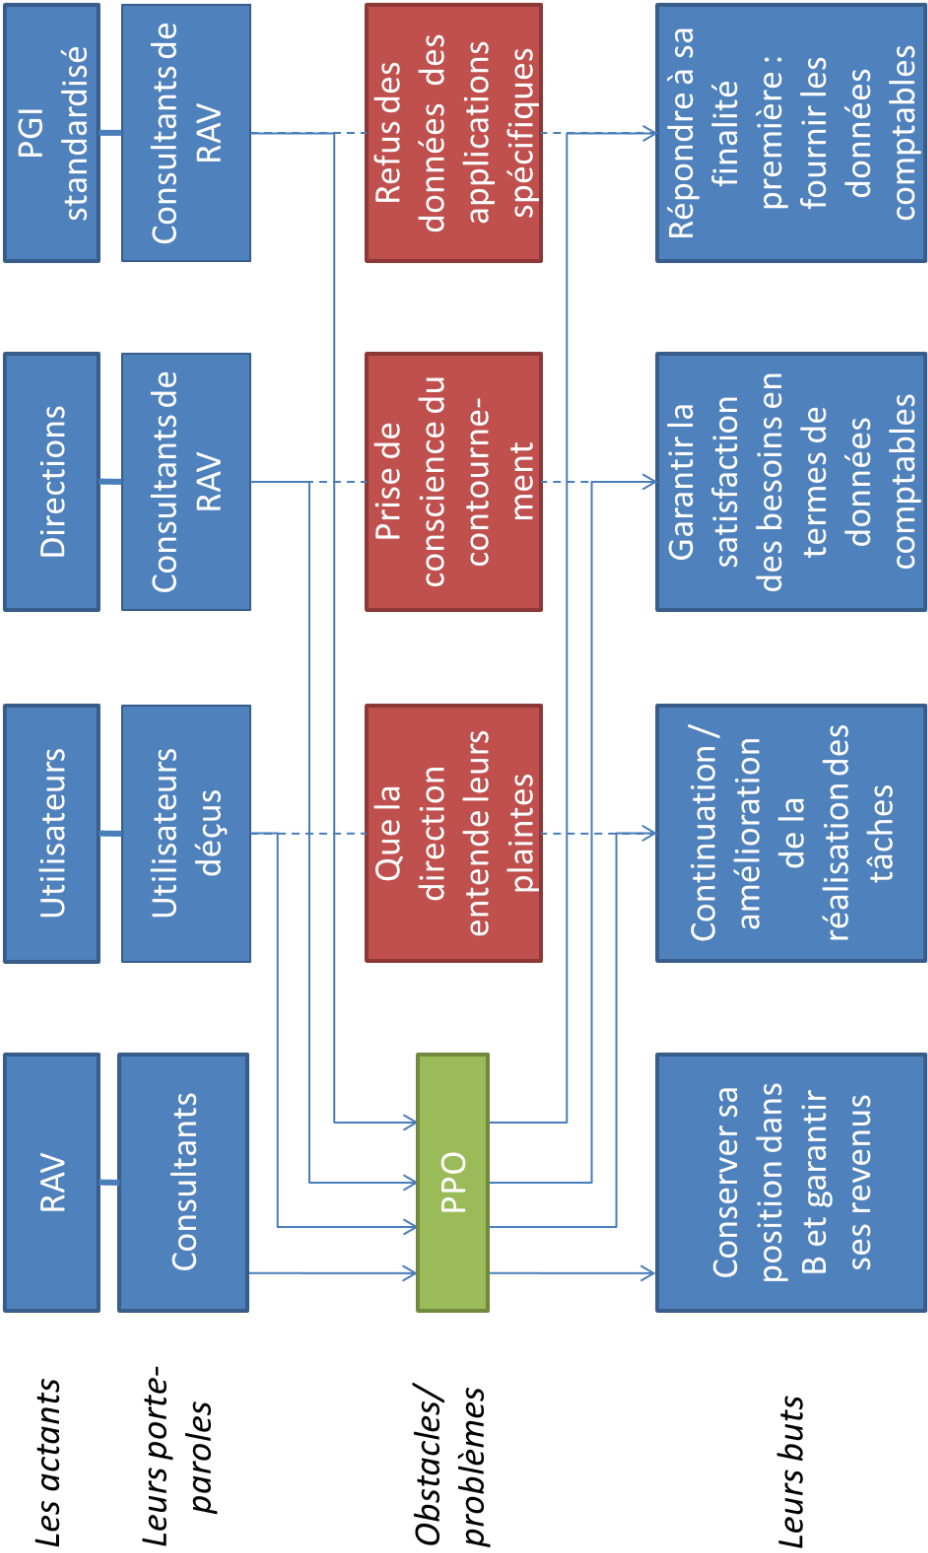 Les actants
RAV
Utilisateurs
Directions
PGI
standardisé
Leurs porte-
paroles
Consultants
Utilisateurs
déçus
Consultants de
RAV
Consultants de
RAV
Obstacles/
problèmes
PPO
Que la
direction
entende leurs
plaintes
Prise de
conscience du
contourne-
ment
Refus des
données des
applications
spécifiques
Leurs buts
Conserver sa
position dans
B et garantir
ses revenus
Continuation /
amélioration
de la
réalisation des
tâches
Garantir la
satisfaction
des besoins en
termes de
données
comptables
Répondre à sa
finalité
première :
fournir les
données
comptables